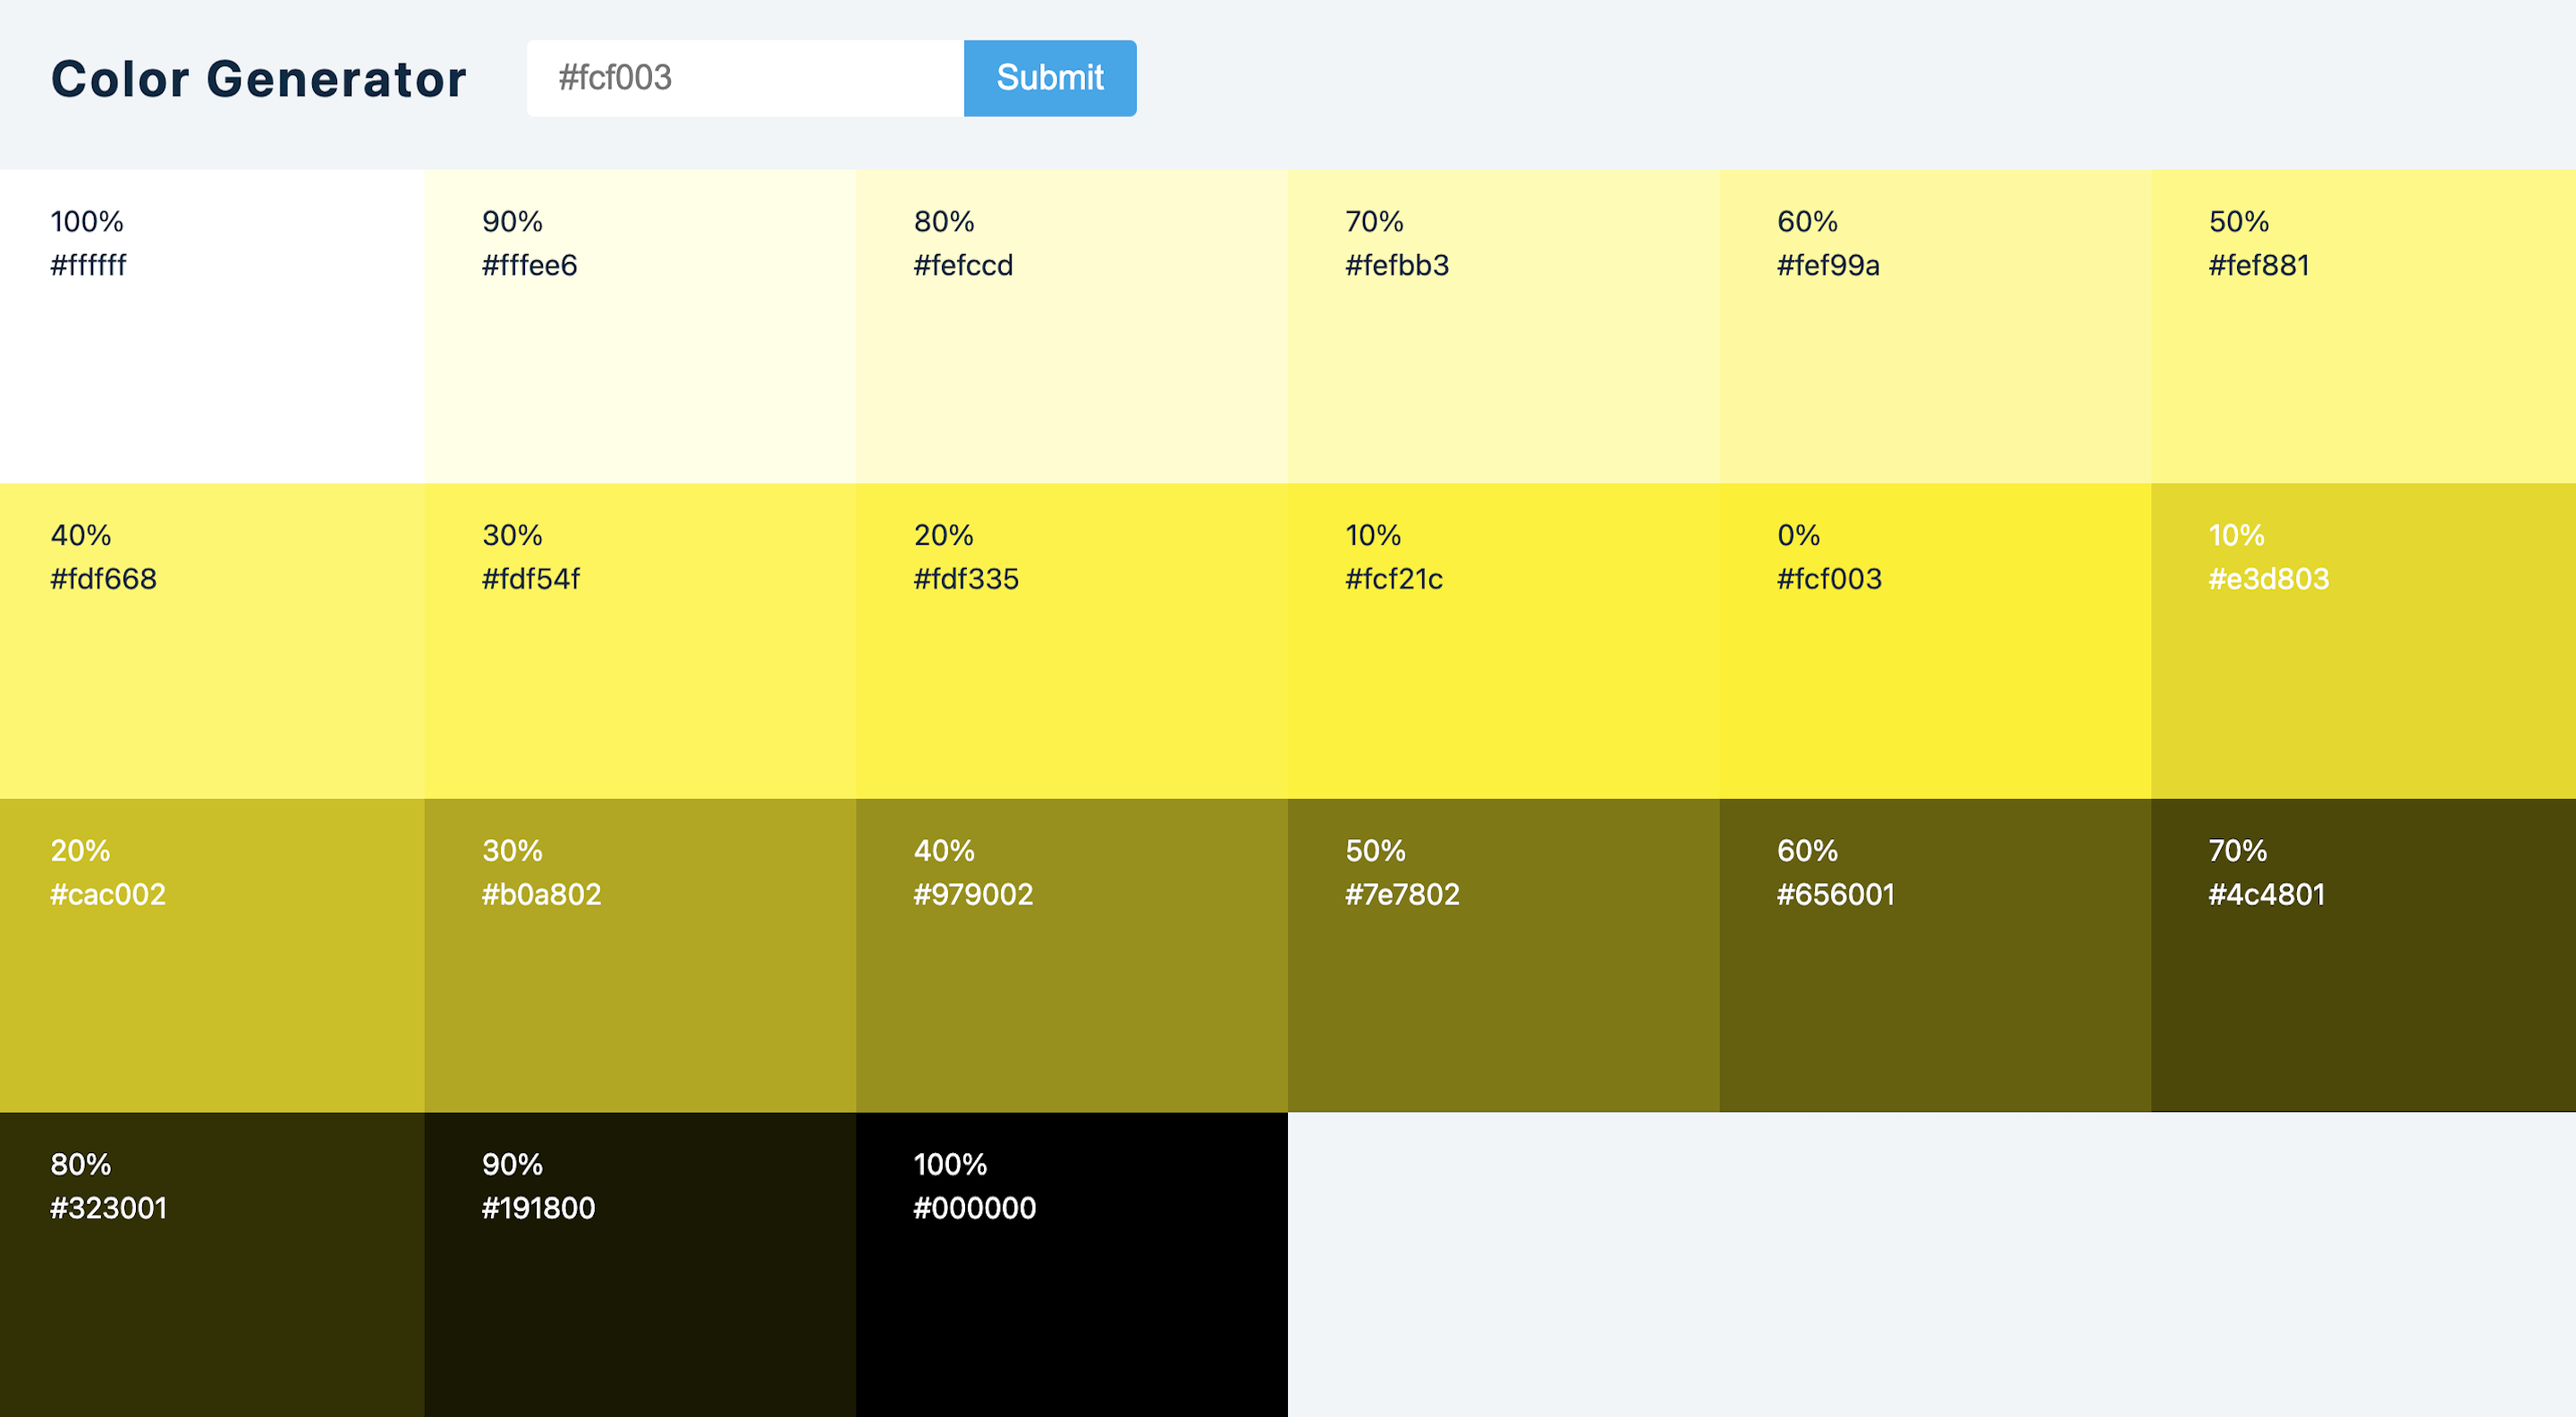 Color Generator
#fcf003
Submit
100%
#ffffff
90%
#fffee6
80%
#fefccd
70%
#fefbb3
60%
#fef99a
50%
#fef881
40%
#fdf668
30%
#fdf54f
20%
#fdf335
10%
#fcf21c
0%
#fcf003
10%
#e3d803
20%
#cac002
30%
#b0a802
40%
#979002
50%
#7e7802
60%
#656001
70%
#4c4801
80%
#323001
90%
#191800
100%
#000000